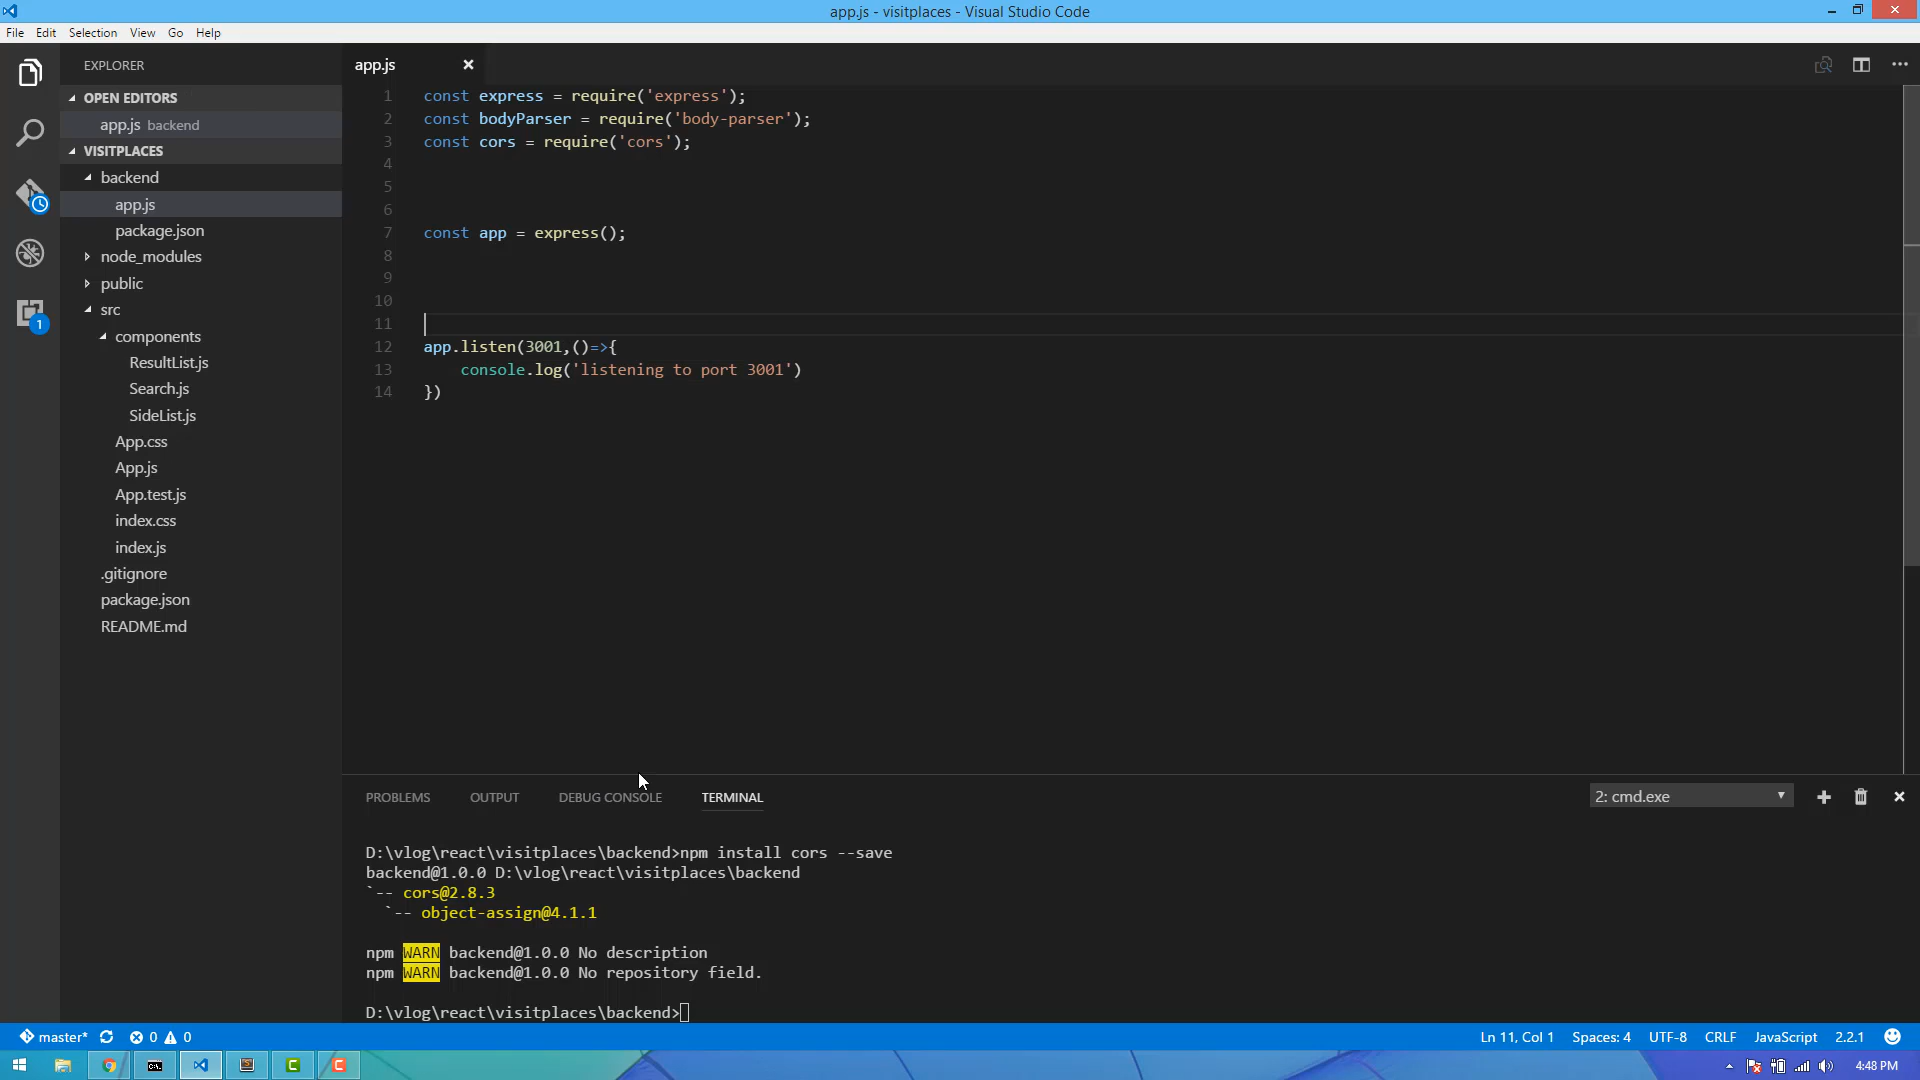 app.js - visitplaces - Visual Studio Code
File Edit Selection View Go Help
EXPLORER
OPEN EDITORS
app.js backend
VISITPLACES
backend
app.js
package.json
node_modules
public
src
components
ResultList.js
Search.js
SideList.js
App.css
App.js
App.test.js
index.css
index.js
.gitignore
package.json
README.md
1
app.js
1 const express = require('express');
2 const bodyParser = require('body-parser');
3 const cors = require('cors');
4
5
6
7 const app = express();
8
9
10
11
12 app.listen(3001,()=>{
13     console.log('listening to port 3001')
14 })
PROBLEMS OUTPUT DEBUG CONSOLE TERMINAL 2: cmd.exe
D:\vlog\react\visitplaces\backend>npm install cors --save
backend@1.0.0 D:\vlog\react\visitplaces\backend
`-- cors@2.8.3
  `-- object-assign@4.1.1
npm WARN backend@1.0.0 No description
npm WARN backend@1.0.0 No repository field.
D:\vlog\react\visitplaces\backend>
master* 0 0 Ln 11, Col 1 Spaces: 4 UTF-8 CRLF JavaScript 2.2.1
4:48 PM